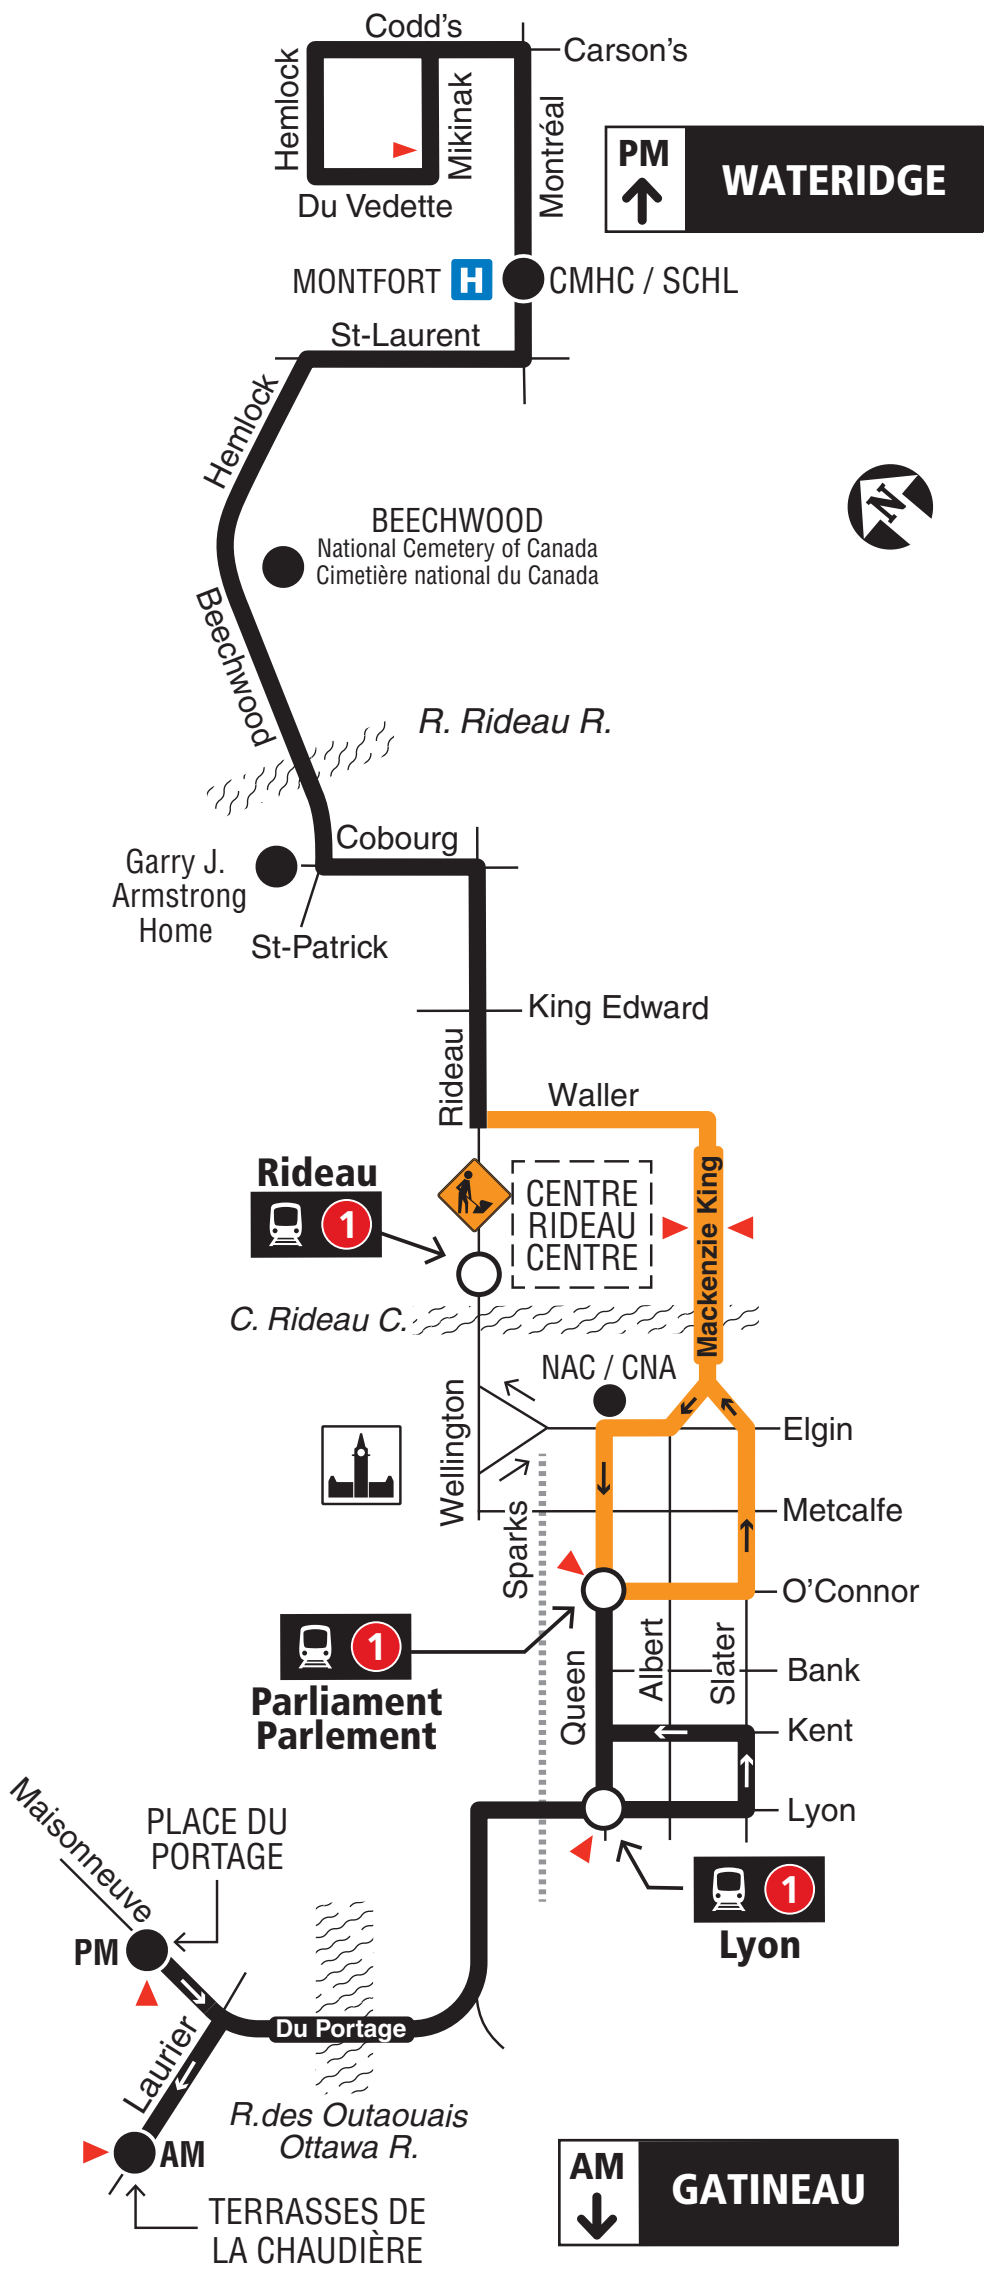 Codd's
Carson's
Hemlock
Mikinak
Montréal
Du Vedette
PM
WATERIDGE
MONTFORT H CMHC / SCHL
St-Laurent
Hemlock
N
BEECHWOOD
National Cemetery of Canada
Cimetière national du Canada
Beechwood
R. Rideau R.
Cobourg
Garry J.
Armstrong
Home
St-Patrick
King Edward
Rideau
Waller
Rideau
1
CENTRE
RIDEAU
CENTRE
Mackenzie King
C. Rideau C.
NAC / CNA
Wellington
Elgin
Metcalfe
Sparks
O'Connor
1
Parliament
Parlement
Queen
Albert
Slater
Bank
Kent
Lyon
1
Lyon
Maisonneuve
PLACE DU
PORTAGE
PM
Du Portage
Laurier
R.des Outaouais
Ottawa R.
AM
TERRASSES DE
LA CHAUDIÈRE
AM
GATINEAU